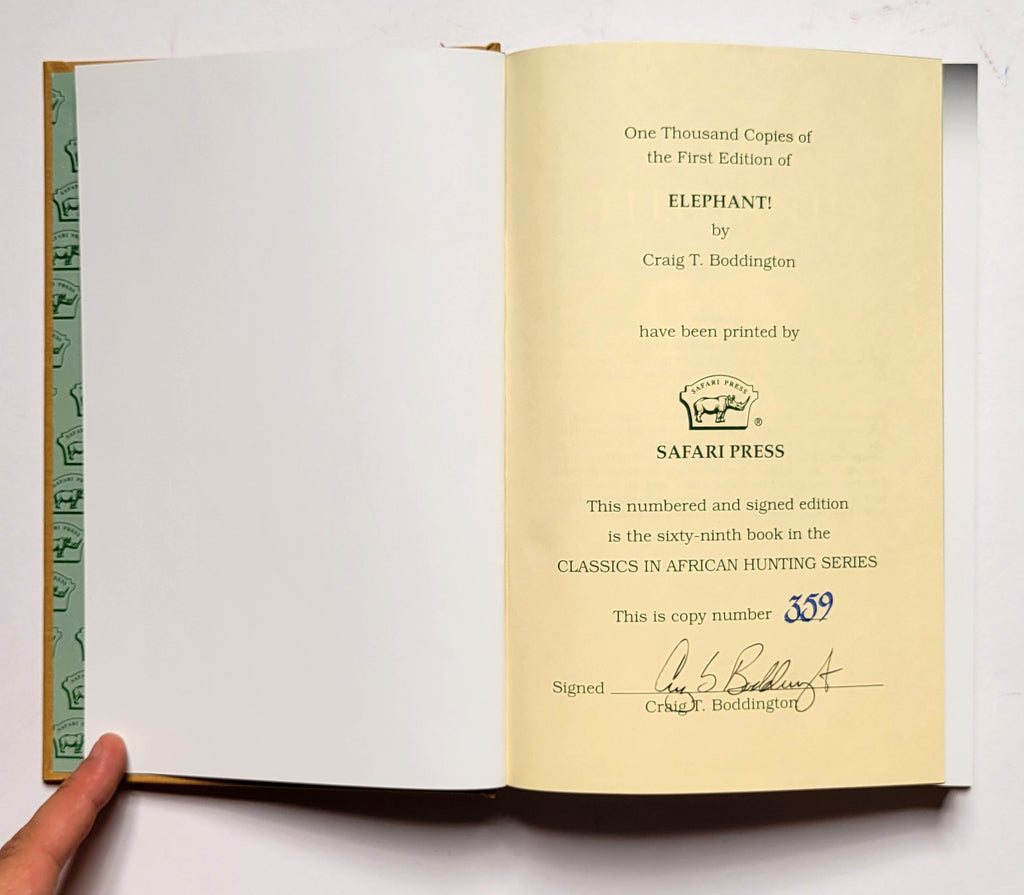 One Thousand Copies of
the First Edition of
ELEPHANT!
by
Craig T. Boddington
have been printed by
SAFARI PRESS
®
SAFARI PRESS
This numbered and signed edition
is the sixty-ninth book in the
CLASSICS IN AFRICAN HUNTING SERIES
This is copy number 359
Signed
Craig T. Boddington